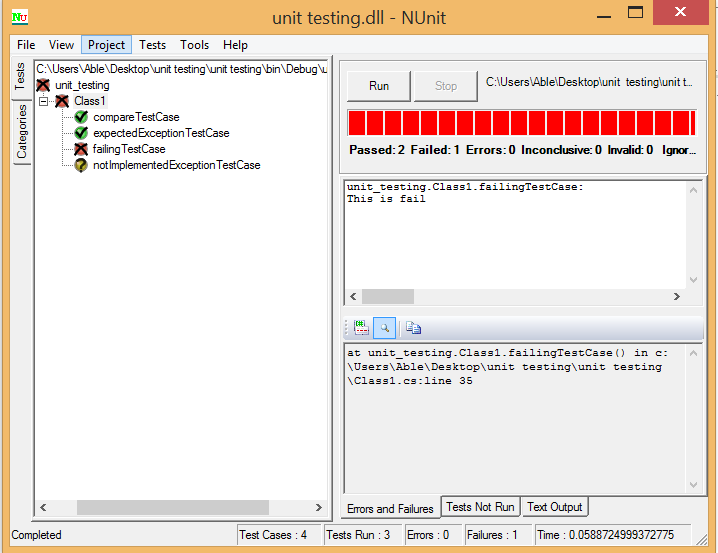 unit testing.dll - NUnit
File View Project Tests Tools Help
Tests
Categories
C:\Users\Able\Desktop\unit testing\unit testing\bin\Debug\u
unit_testing
Class1
compareTestCase
expectedExceptionTestCase
failingTestCase
notImplementedExceptionTestCase
Run
Stop
C:\Users\Able\Desktop\unit testing\unit t...
Passed: 2 Failed: 1 Errors: 0 Inconclusive: 0 Invalid: 0 Ignor...
unit_testing.Class1.failingTestCase:
This is fail
at unit_testing.Class1.failingTestCase() in c:
\Users\Able\Desktop\unit testing\unit testing
\Class1.cs:line 35
Errors and Failures
Tests Not Run
Text Output
Completed
Test Cases : 4
Tests Run : 3
Errors : 0
Failures : 1
Time : 0.0588724999372775